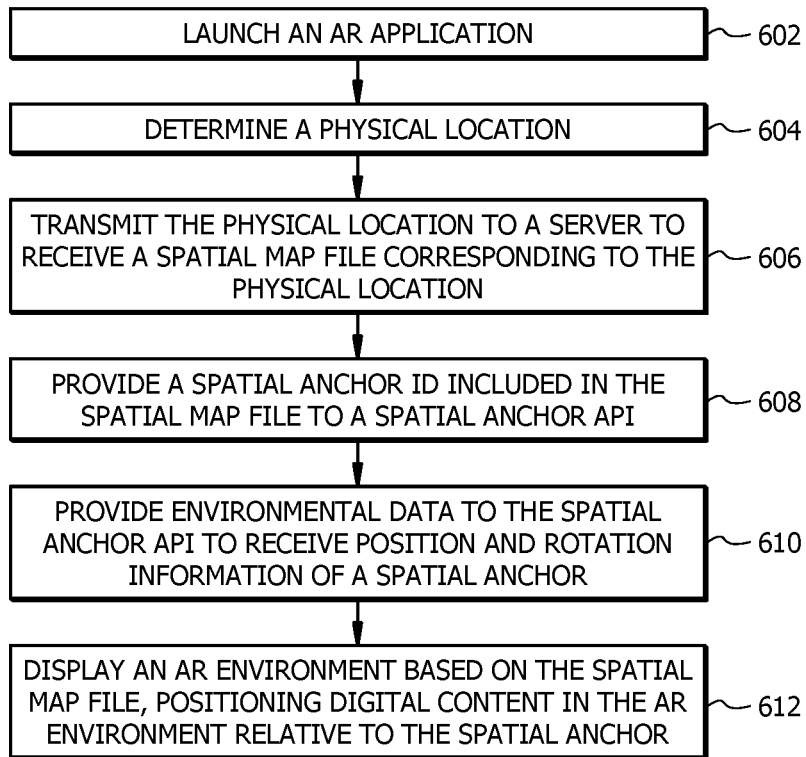 LAUNCH AN AR APPLICATION
602
DETERMINE A PHYSICAL LOCATION
604
TRANSMIT THE PHYSICAL LOCATION TO A SERVER TO
RECEIVE A SPATIAL MAP FILE CORRESPONDING TO THE
PHYSICAL LOCATION
606
PROVIDE A SPATIAL ANCHOR ID INCLUDED IN THE
SPATIAL MAP FILE TO A SPATIAL ANCHOR API
608
PROVIDE ENVIRONMENTAL DATA TO THE SPATIAL
ANCHOR API TO RECEIVE POSITION AND ROTATION
INFORMATION OF A SPATIAL ANCHOR
610
DISPLAY AN AR ENVIRONMENT BASED ON THE SPATIAL
MAP FILE, POSITIONING DIGITAL CONTENT IN THE AR
ENVIRONMENT RELATIVE TO THE SPATIAL ANCHOR
612